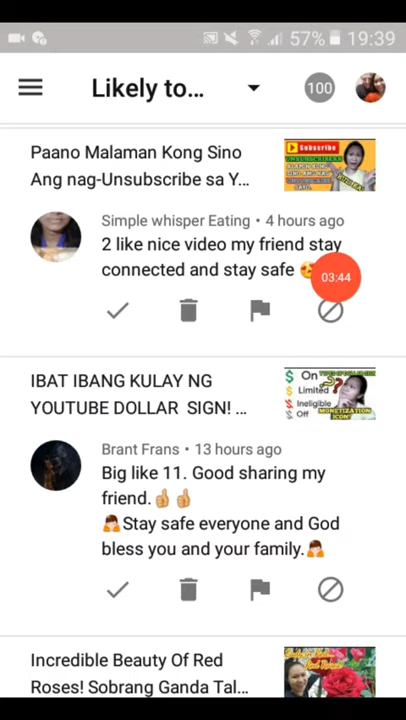 57% 19:39
Likely to... 100
Paano Malaman Kong Sino
Ang nag-Unsubscribe sa Y...
Subscribe
Simple whisper Eating • 4 hours ago
2 like nice video my friend stay
connected and stay safe 😍
03:44
IBAT IBANG KULAY NG
YOUTUBE DOLLAR SIGN! ...
$ On
$ Limited
$ Ineligible
$ Off
MONETIZATION
ICON?
Brant Frans • 13 hours ago
Big like 11. Good sharing my
friend.👍👍
🙏Stay safe everyone and God
bless you and your family.🙏
Incredible Beauty Of Red
Roses! Sobrang Ganda Tal...